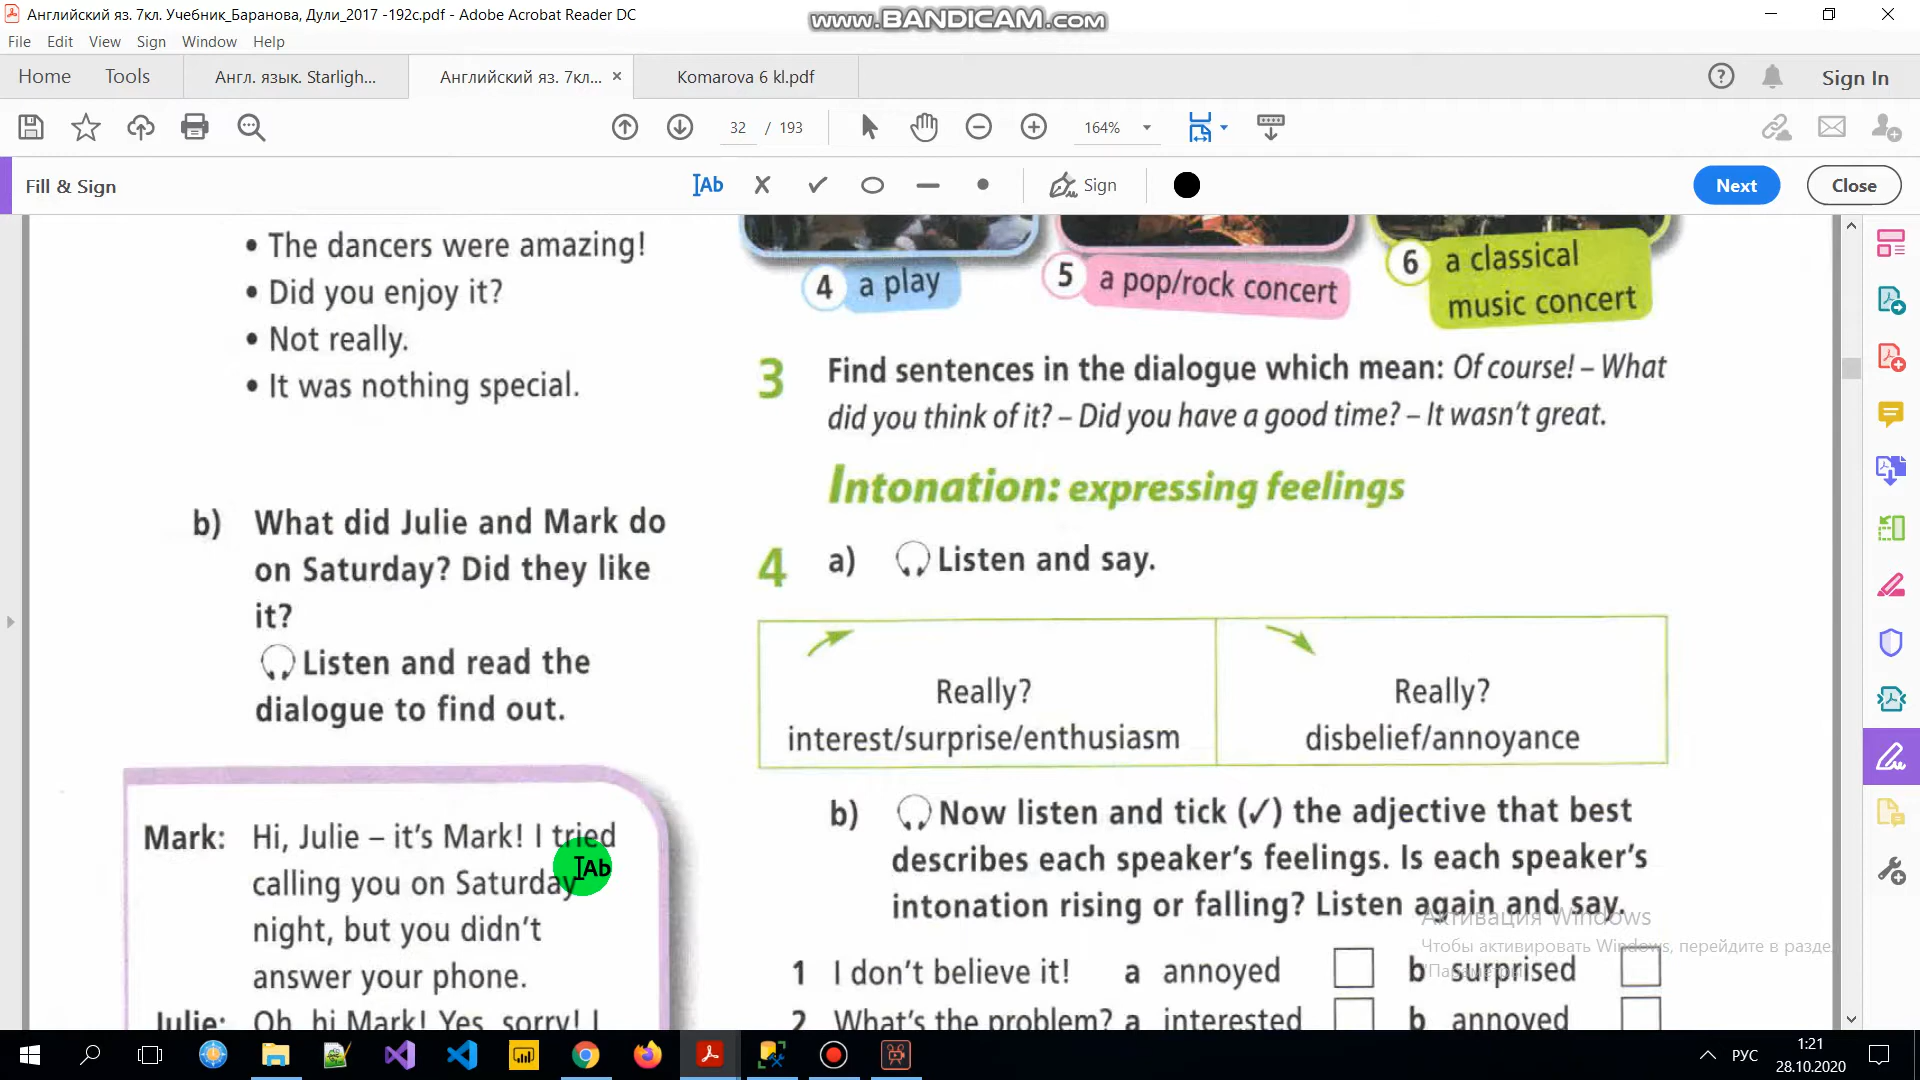 Английский яз. 7кл. Учебник_Баранова, Дули_2017 -192с.pdf - Adobe Acrobat Reader DC
www.BANDICAM.com
File Edit View Sign Window Help
Home Tools Англ. язык. Starligh... Английский яз. 7кл... × Komarova 6 kl.pdf Sign In
32 / 193 164%
Fill & Sign Ab Sign Next Close
• The dancers were amazing!
• Did you enjoy it?
• Not really.
• It was nothing special.
b) What did Julie and Mark do
on Saturday? Did they like
it?
Listen and read the
dialogue to find out.
Mark: Hi, Julie – it's Mark! I tried
calling you on Saturday
night, but you didn't
answer your phone.
Julie: Oh, hi Mark! Yes, sorry! I
Ab
4 a play
5 a pop/rock concert
6 a classical
music concert
3 Find sentences in the dialogue which mean: Of course! – What
did you think of it? – Did you have a good time? – It wasn't great.
Intonation: expressing feelings
4 a) Listen and say.
Really?
interest/surprise/enthusiasm
Really?
disbelief/annoyance
b) Now listen and tick (✓) the adjective that best
describes each speaker's feelings. Is each speaker's
intonation rising or falling? Listen again and say.
1 I don't believe it! a annoyed b surprised
2 What's the problem? a interested b annoyed
Активация Windows
Чтобы активировать Windows, перейдите в разде
"Параметры"
РУС
1:21
28.10.2020